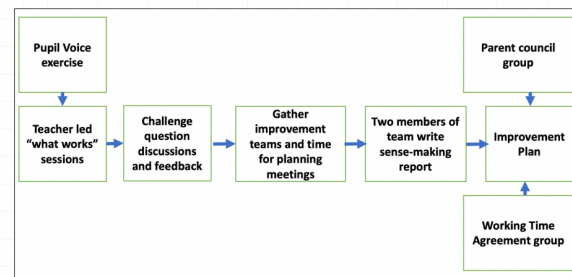 Pupil Voice
exercise
Parent council
group
Teacher led
"what works"
sessions
Challenge
question
discussions
and feedback
Gather
improvement
teams and time
for planning
meetings
Two members of
team write
sense-making
report
Improvement
Plan
Working Time
Agreement group